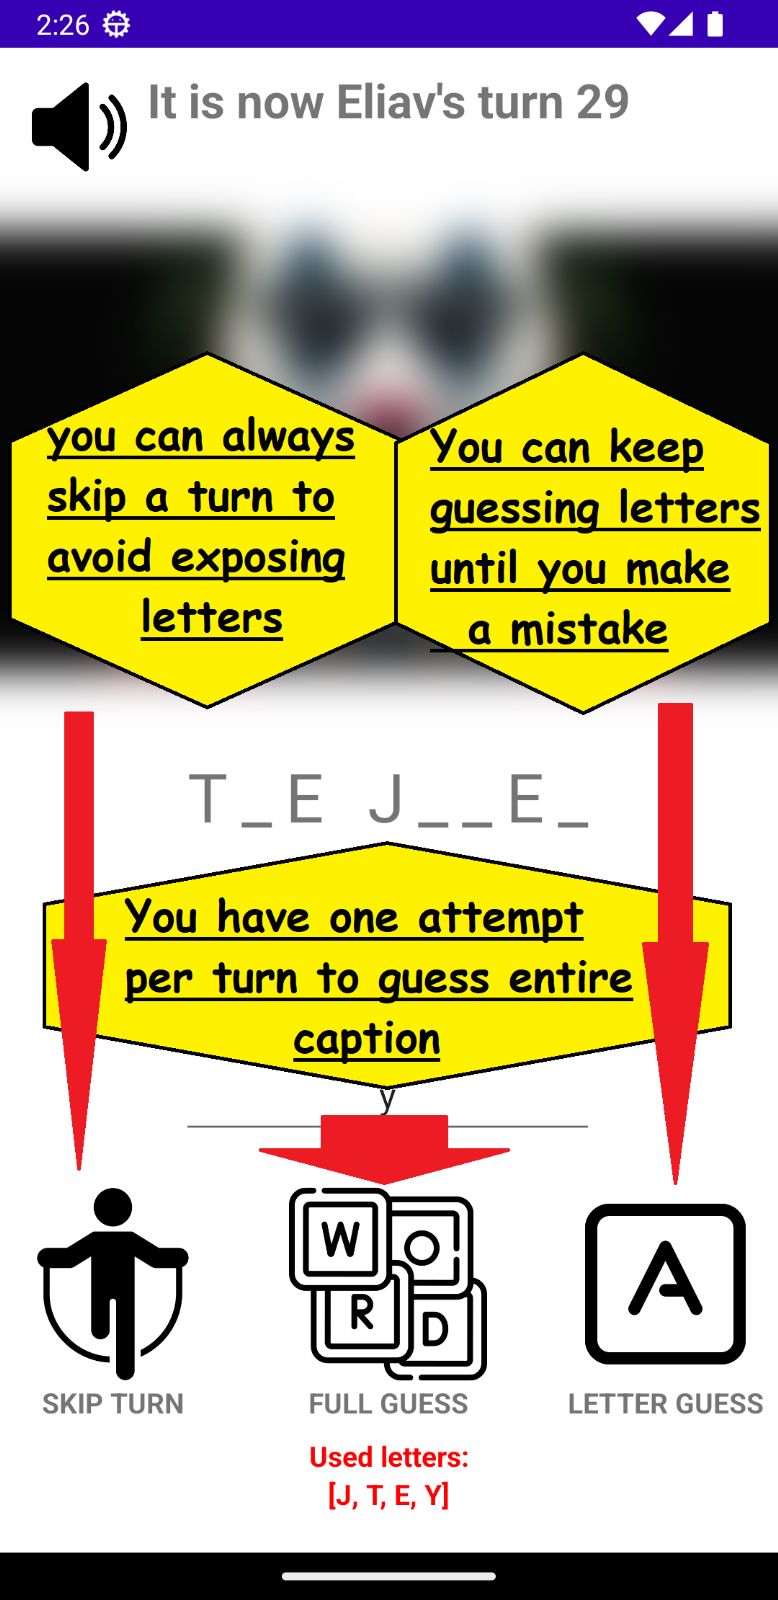 2:26
It is now Eliav's turn 29
you can always
skip a turn to
avoid exposing
letters
You can keep
guessing letters
until you make
a mistake
T_E J__E_
You have one attempt
per turn to guess entire
caption
y
W O
R D
A
SKIP TURN
FULL GUESS
LETTER GUESS
Used letters:
[J, T, E, Y]